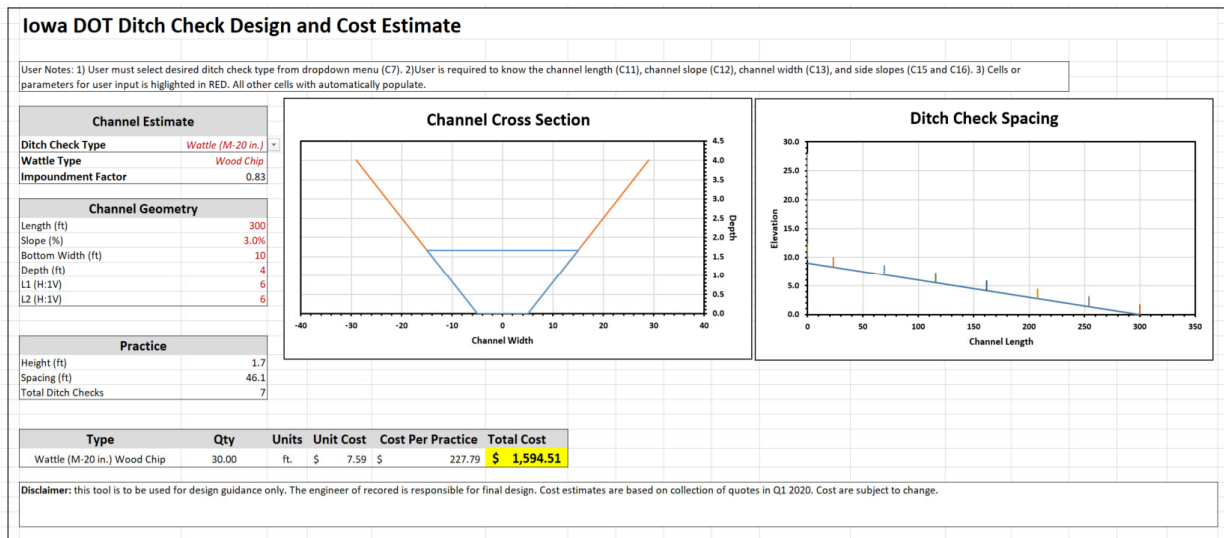 Iowa DOT Ditch Check Design and Cost Estimate
User Notes: 1) User must select desired ditch check type from dropdown menu (C7). 2)User is required to know the channel length (C11), channel slope (C12), channel width (C13), and side slopes (C15 and C16). 3) Cells or
parameters for user input is higlighted in RED. All other cells with automatically populate.
Channel Estimate
Ditch Check Type Wattle (M-20 in.)
Wattle Type Wood Chip
Impoundment Factor 0.83
Channel Geometry
Length (ft) 300
Slope (%) 3.0%
Bottom Width (ft) 10
Depth (ft) 4
L1 (H:1V) 6
L2 (H:1V) 6
Practice
Height (ft) 1.7
Spacing (ft) 46.1
Total Ditch Checks 7
Channel Cross Section
4.5
4.0
3.5
3.0
2.5
2.0
1.5
1.0
0.5
0.0
Depth
-40 -30 -20 -10 0 10 20 30 40
Channel Width
Ditch Check Spacing
30.0
25.0
20.0
15.0
10.0
5.0
0.0
Elevation
0 50 100 150 200 250 300 350
Channel Length
Type Qty Units Unit Cost Cost Per Practice Total Cost
Wattle (M-20 in.) Wood Chip 30.00 ft. $ 7.59 $ 227.79 $ 1,594.51
Disclaimer: this tool is to be used for design guidance only. The engineer of recored is responsible for final design. Cost estimates are based on collection of quotes in Q1 2020. Cost are subject to change.